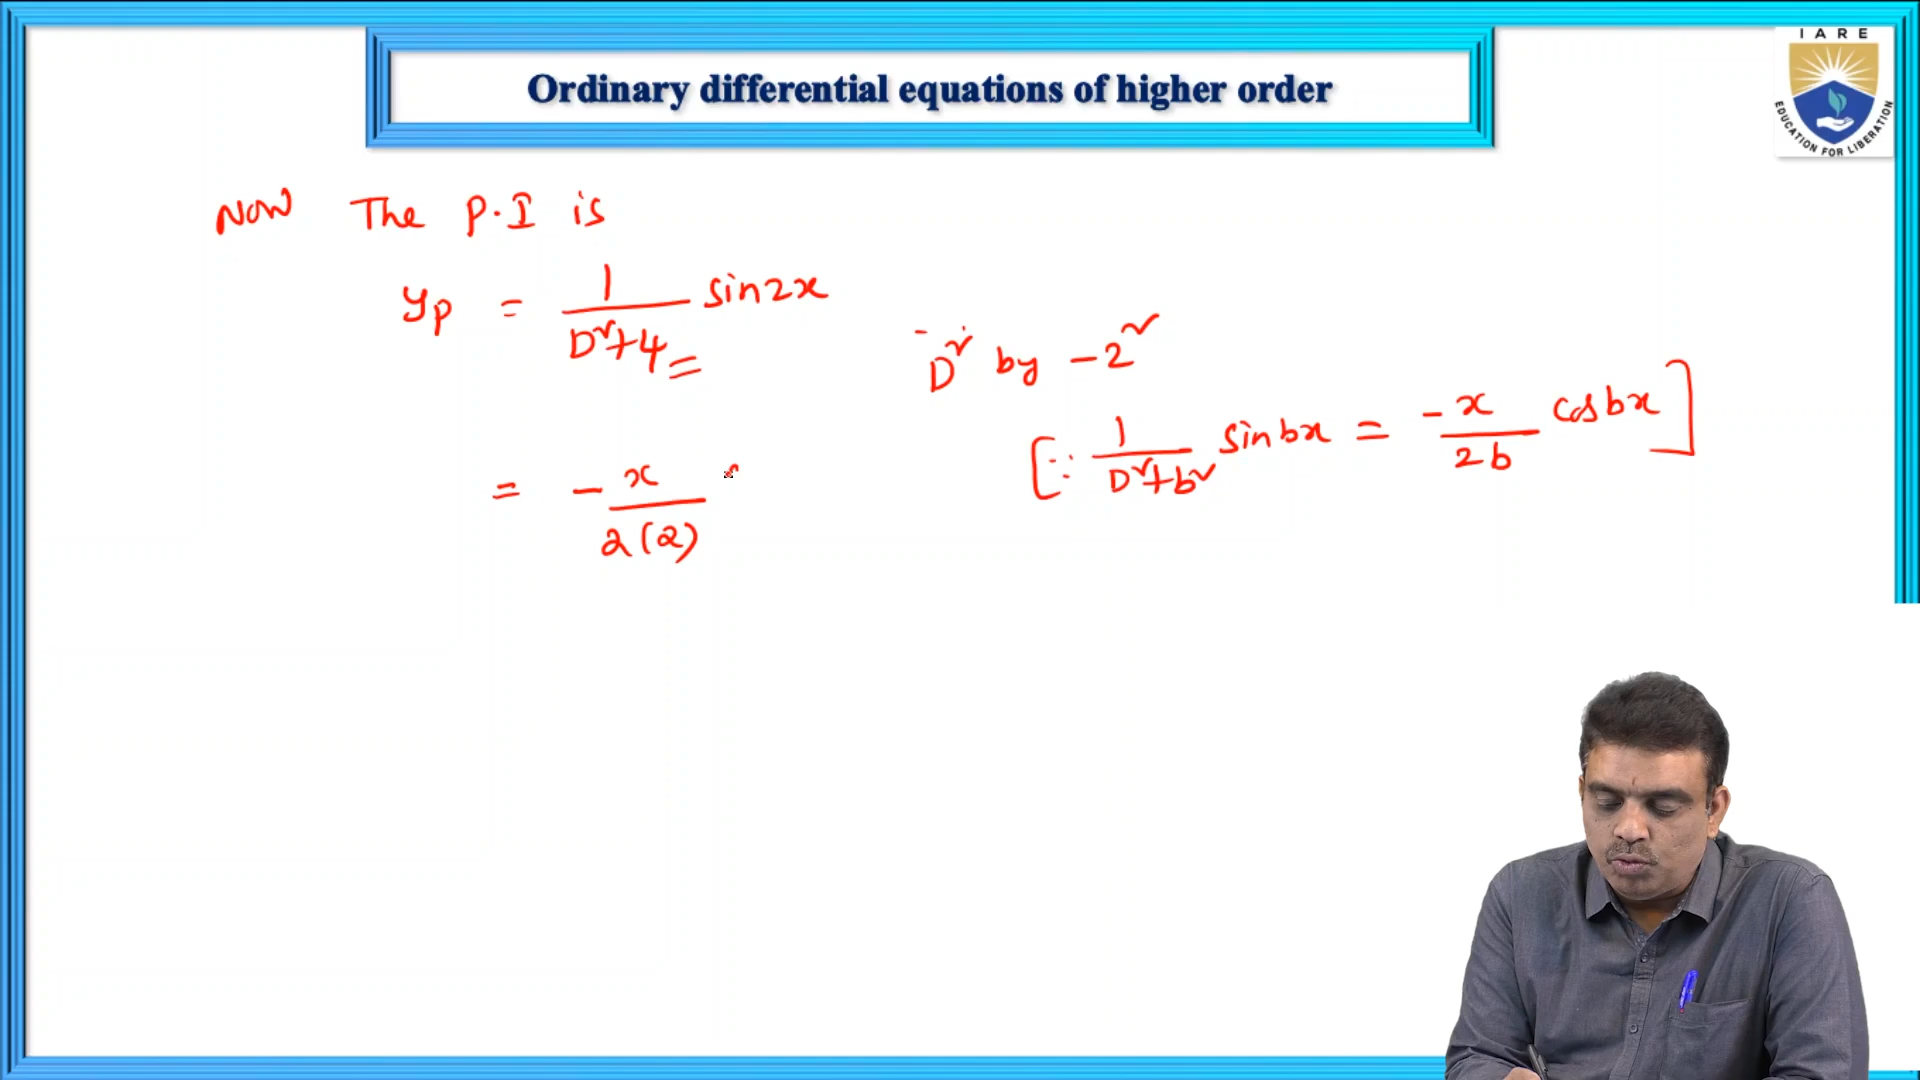 Ordinary differential equations of higher order
IARE
EDUCATION FOR LIBERATION
Now The P.I is
yp = 1/(D²+4) sin2x
D² by -2²
[∵ 1/(D²+b²) sinbx = -x/2b cosbx]
= -x/2(2)